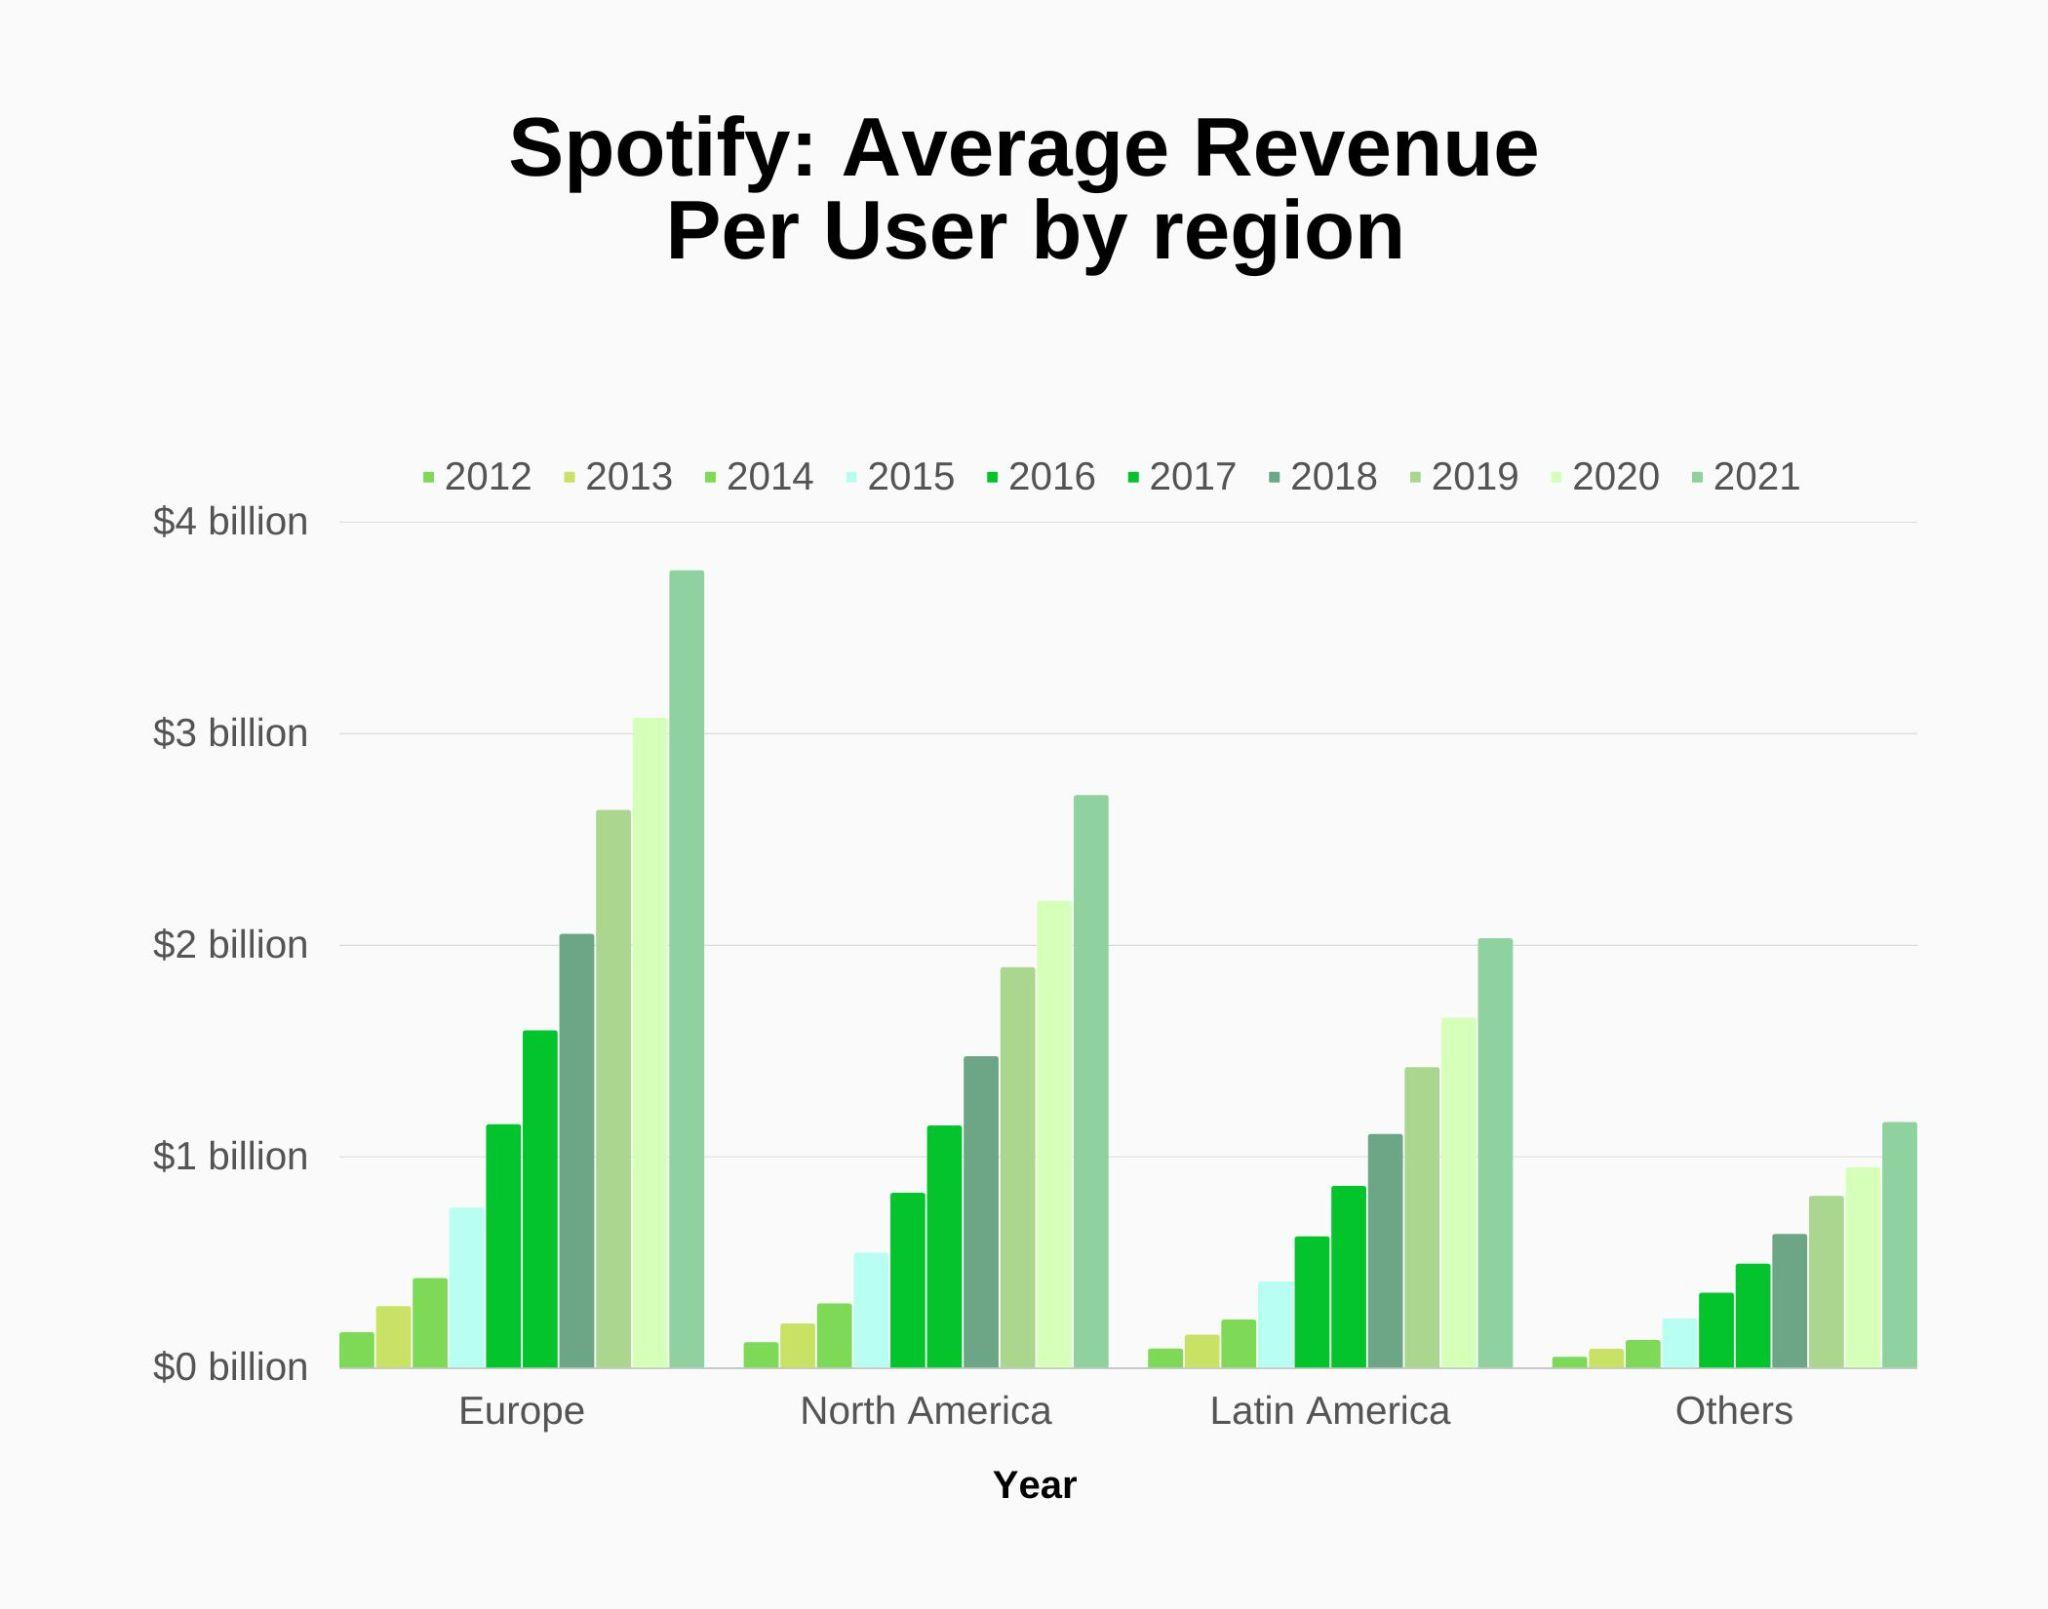 Spotify: Average Revenue
Per User by region
2012 2013 2014 2015 2016 2017 2018 2019 2020 2021
$4 billion
$3 billion
$2 billion
$1 billion
$0 billion
Europe North America Latin America Others
Year